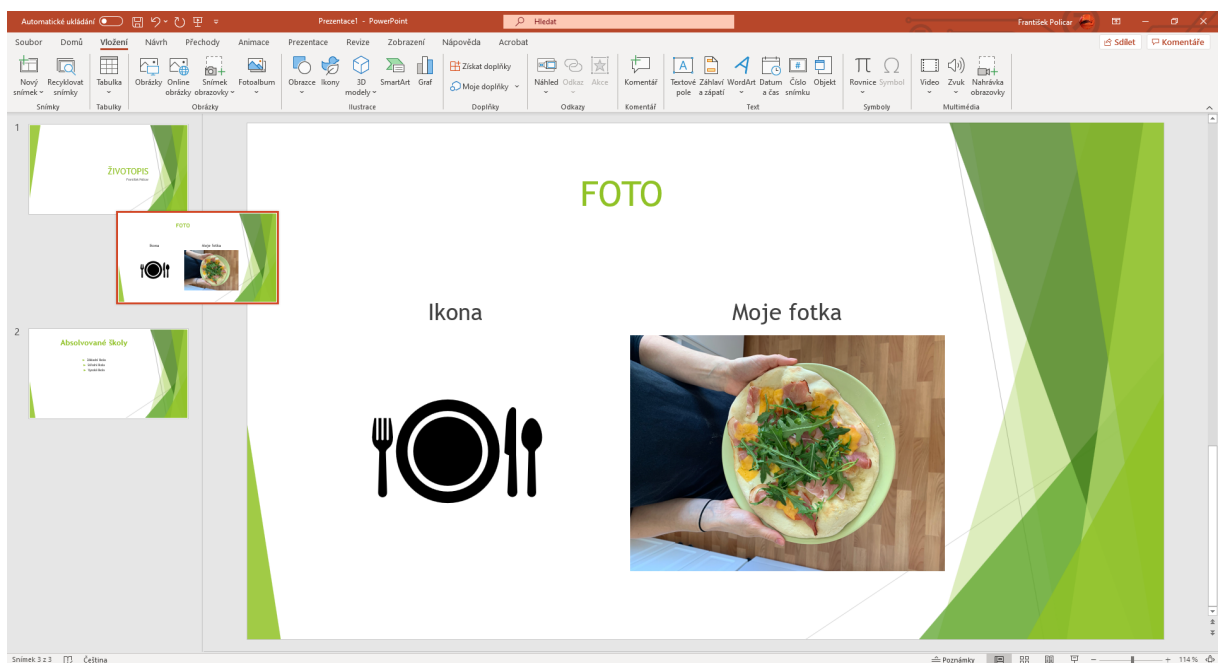 Automatické ukládání
Prezentace1 - PowerPoint
Hledat
František Policar
Soubor Domů Vložení Návrh Přechody Animace Prezentace Revize Zobrazení Nápověda Acrobat
Sdílet Komentáře
Nový snímek
Recyklovat snímky
Tabulka
Obrázky
Online obrázky
Snímek obrazovky
Fotoalbum
Obrazce
Ikony
3D modely
SmartArt
Graf
Získat doplňky
Moje doplňky
Náhled
Odkaz
Akce
Komentář
Textové pole
Záhlaví a zápatí
WordArt
Datum a čas
Číslo snímku
Objekt
Rovnice
Symbol
Video
Zvuk
Nahrávka obrazovky
Snímky Tabulky Obrázky Ilustrace Doplňky Odkazy Komentář Text Symboly Multimédia
1
ŽIVOTOPIS
FOTO
Ikona Moje fotka
2
Absolvované školy
FOTO
Ikona
Moje fotka
Snímek 3 z 3 Čeština
Poznámky
114 %